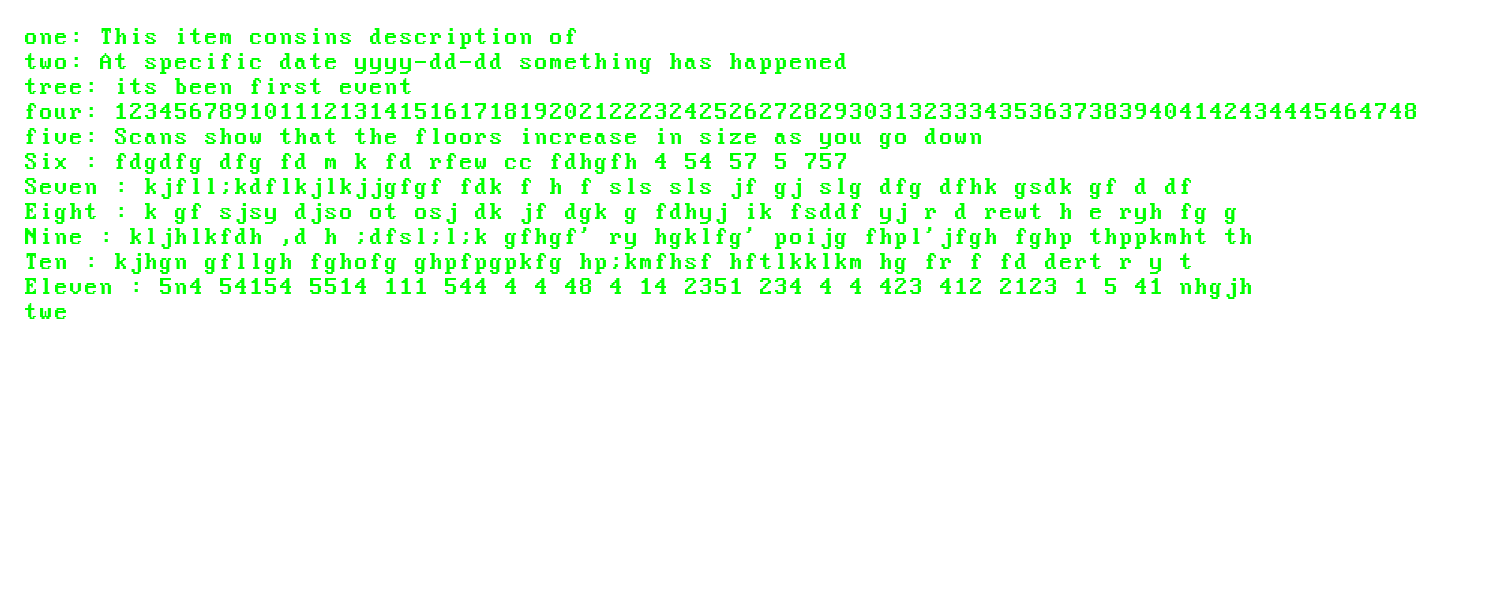 one: This item consins description of
two: At specific date yyyy-dd-dd something has happened
tree: its been first event
four: 123456789101112131415161718192021222324252627282930313233343536373839404142434445464748
five: Scans show that the floors increase in size as you go down
Six : fdgdfg dfg fd m k fd rfew cc fdhgfh 4 54 57 5 757
Seven : kjfll;kdflkjlkjjgfgf fdk f h f sls sls jf gj slg dfg dfhk gsdk gf d df
Eight : k gf sjsy djso ot osj dk jf dgk g fdhyj ik fsddf yj r d rewt h e ryh fg g
Nine : kljhlkfdh ,d h ;dfsl;l;k gfhgf' ry hgklfg' poijg fhpl'jfgh fghp thppkmht th
Ten : kjhgn gfllgh fghofg ghpfpgpkfg hp;kmfhsf hftlkklkm hg fr f fd dert r y t
Eleven : 5n4 54154 5514 111 544 4 4 48 4 14 2351 234 4 4 423 412 2123 1 5 41 nhgjh
twe